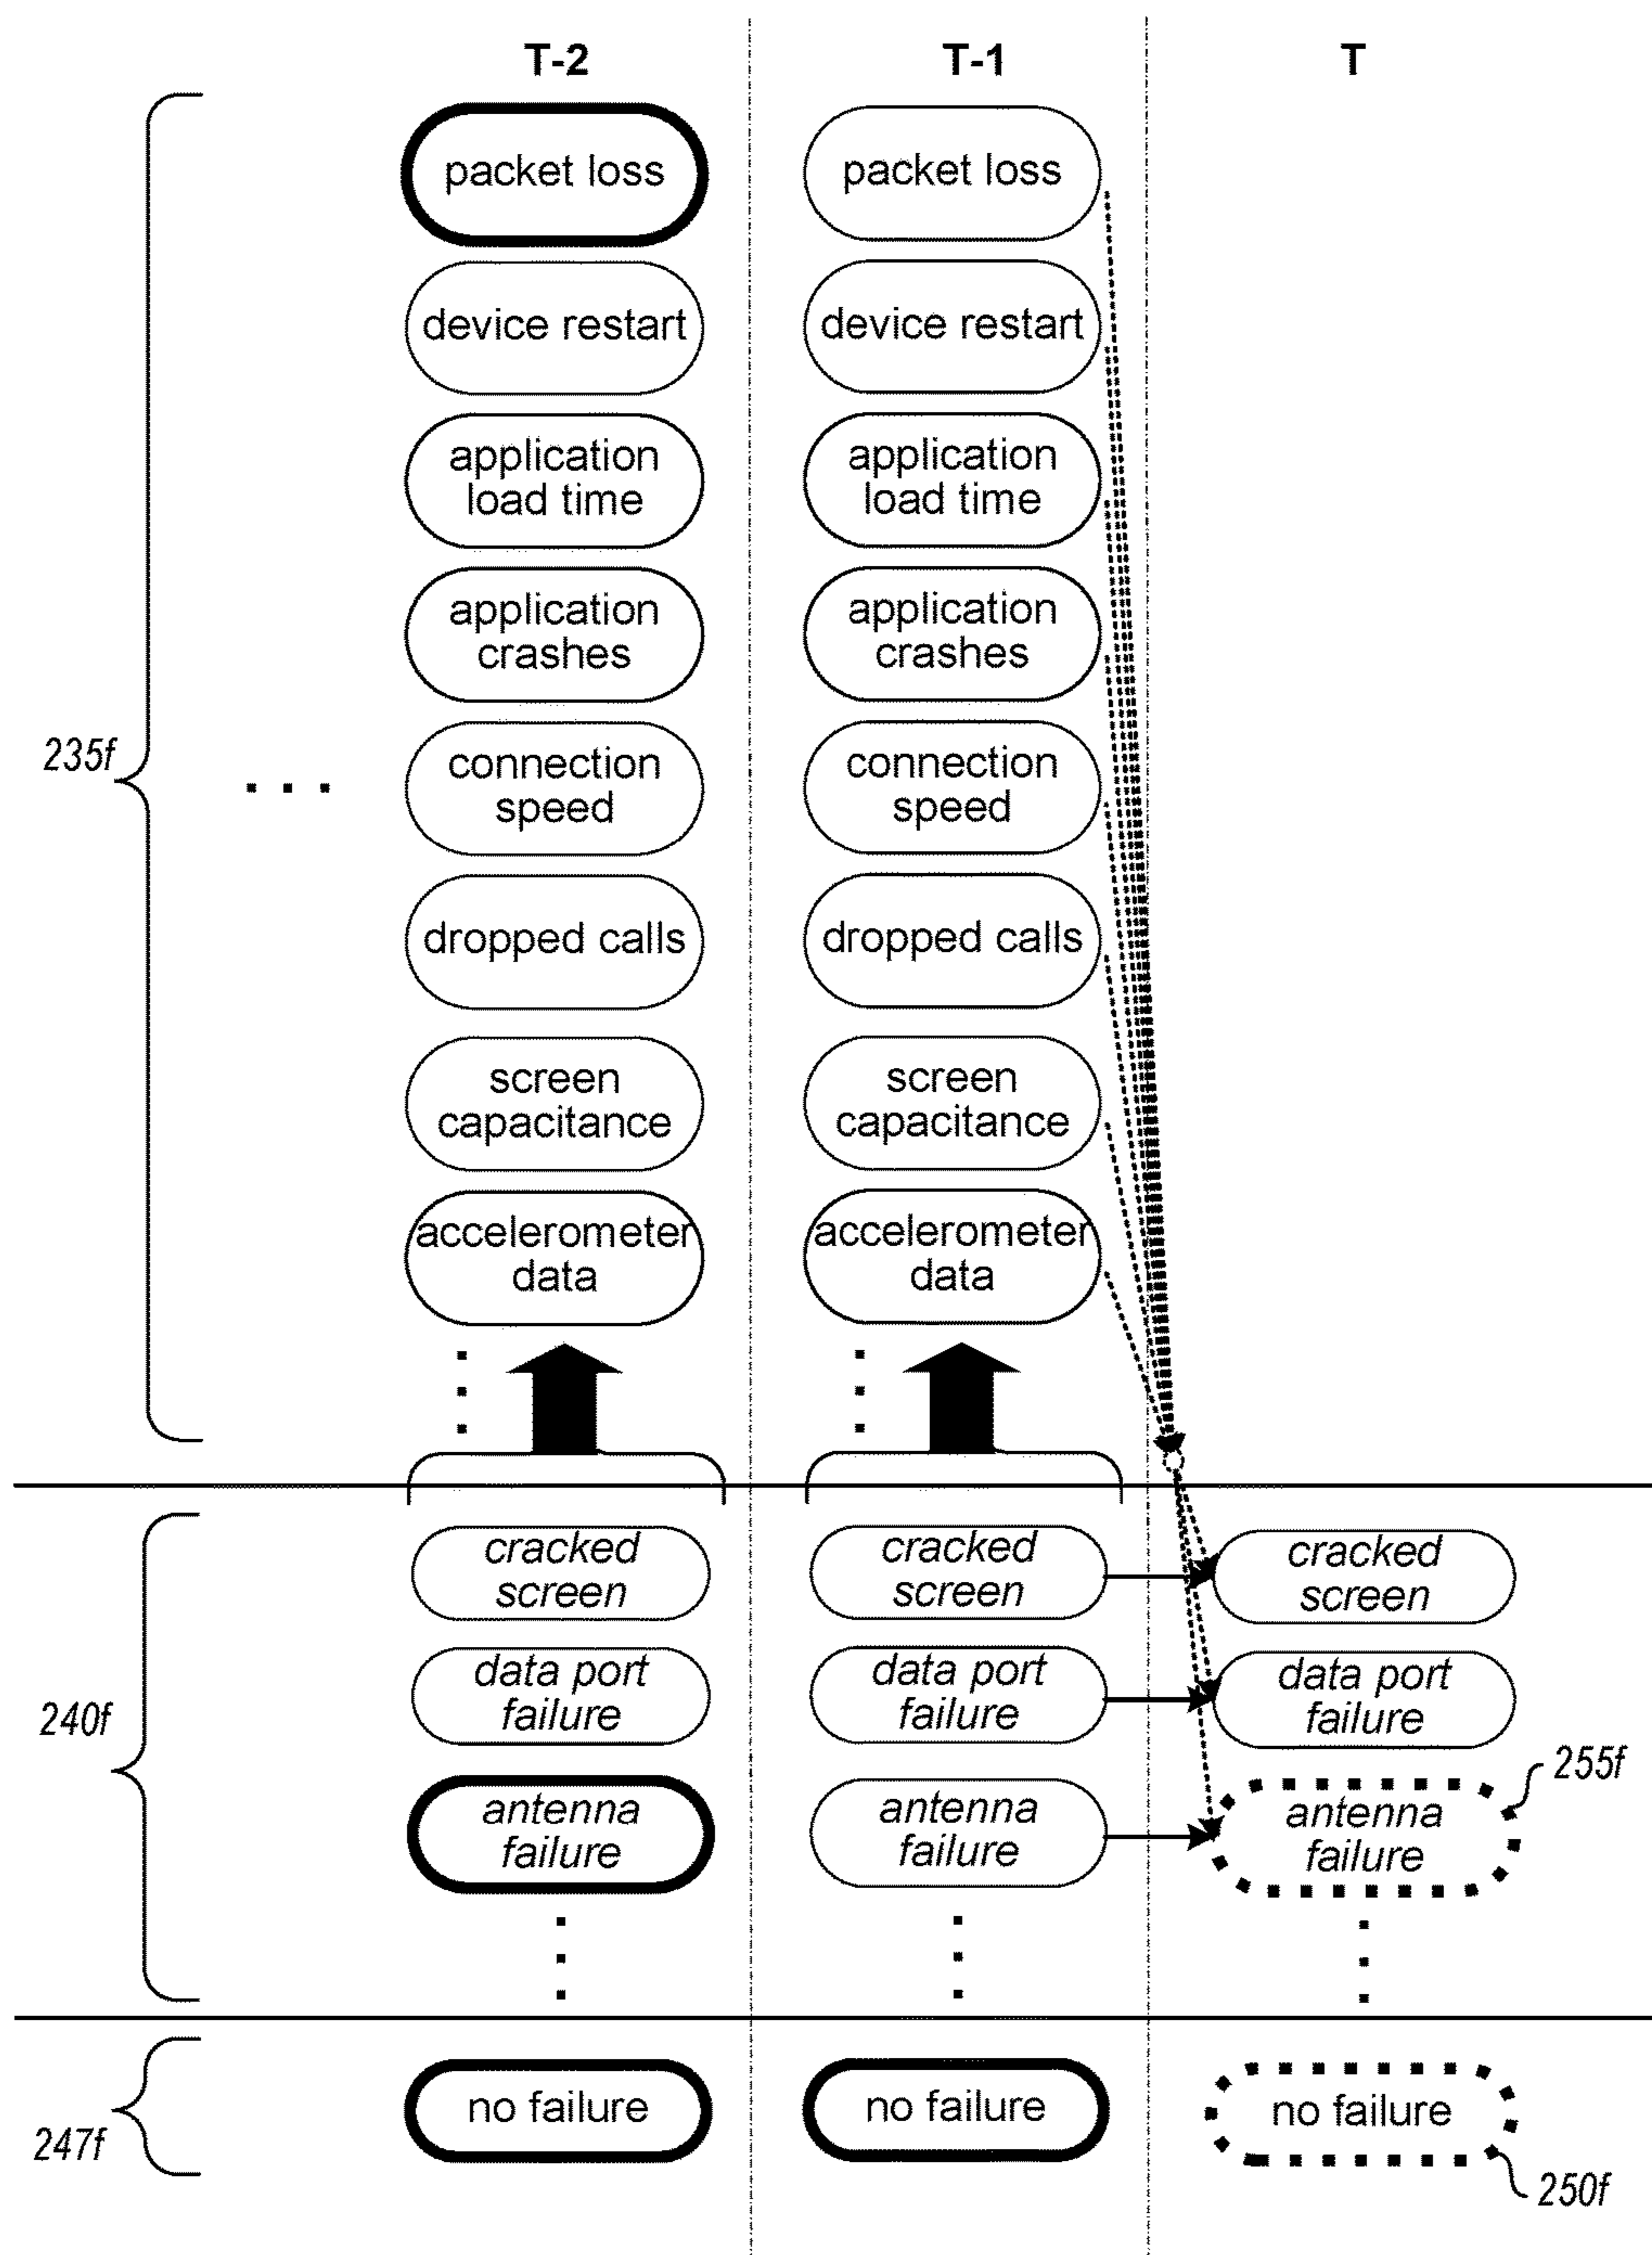 T-2 T-1 T
packet loss packet loss
device restart device restart
application application
load time load time
application application
crashes crashes
235f
connection connection
speed speed
dropped calls dropped calls
screen screen
capacitance capacitance
accelerometer accelerometer
data data
cracked cracked cracked
screen screen screen
data port data port data port
failure failure failure
240f
255f
antenna antenna antenna
failure failure failure
no failure no failure no failure
247f
250f